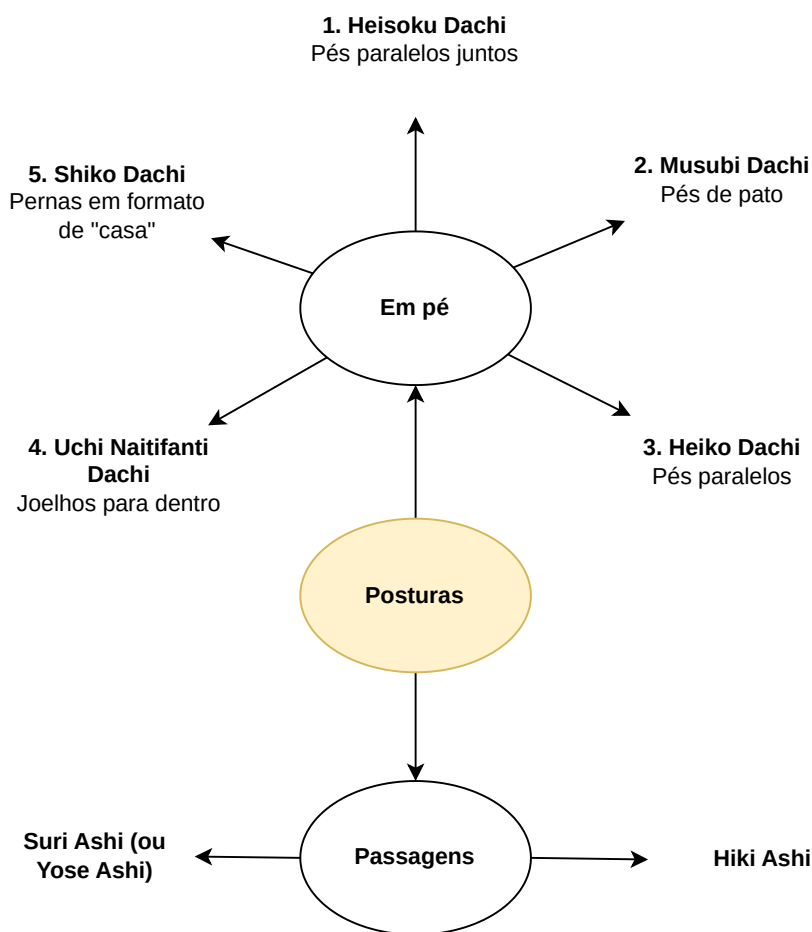 1. Heisoku Dachi
Pés paralelos juntos
5. Shiko Dachi
Pernas em formato
de "casa"
2. Musubi Dachi
Pés de pato
Em pé
4. Uchi Naitifanti
Dachi
Joelhos para dentro
3. Heiko Dachi
Pés paralelos
Posturas
Suri Ashi (ou
Yose Ashi)
Passagens
Hiki Ashi